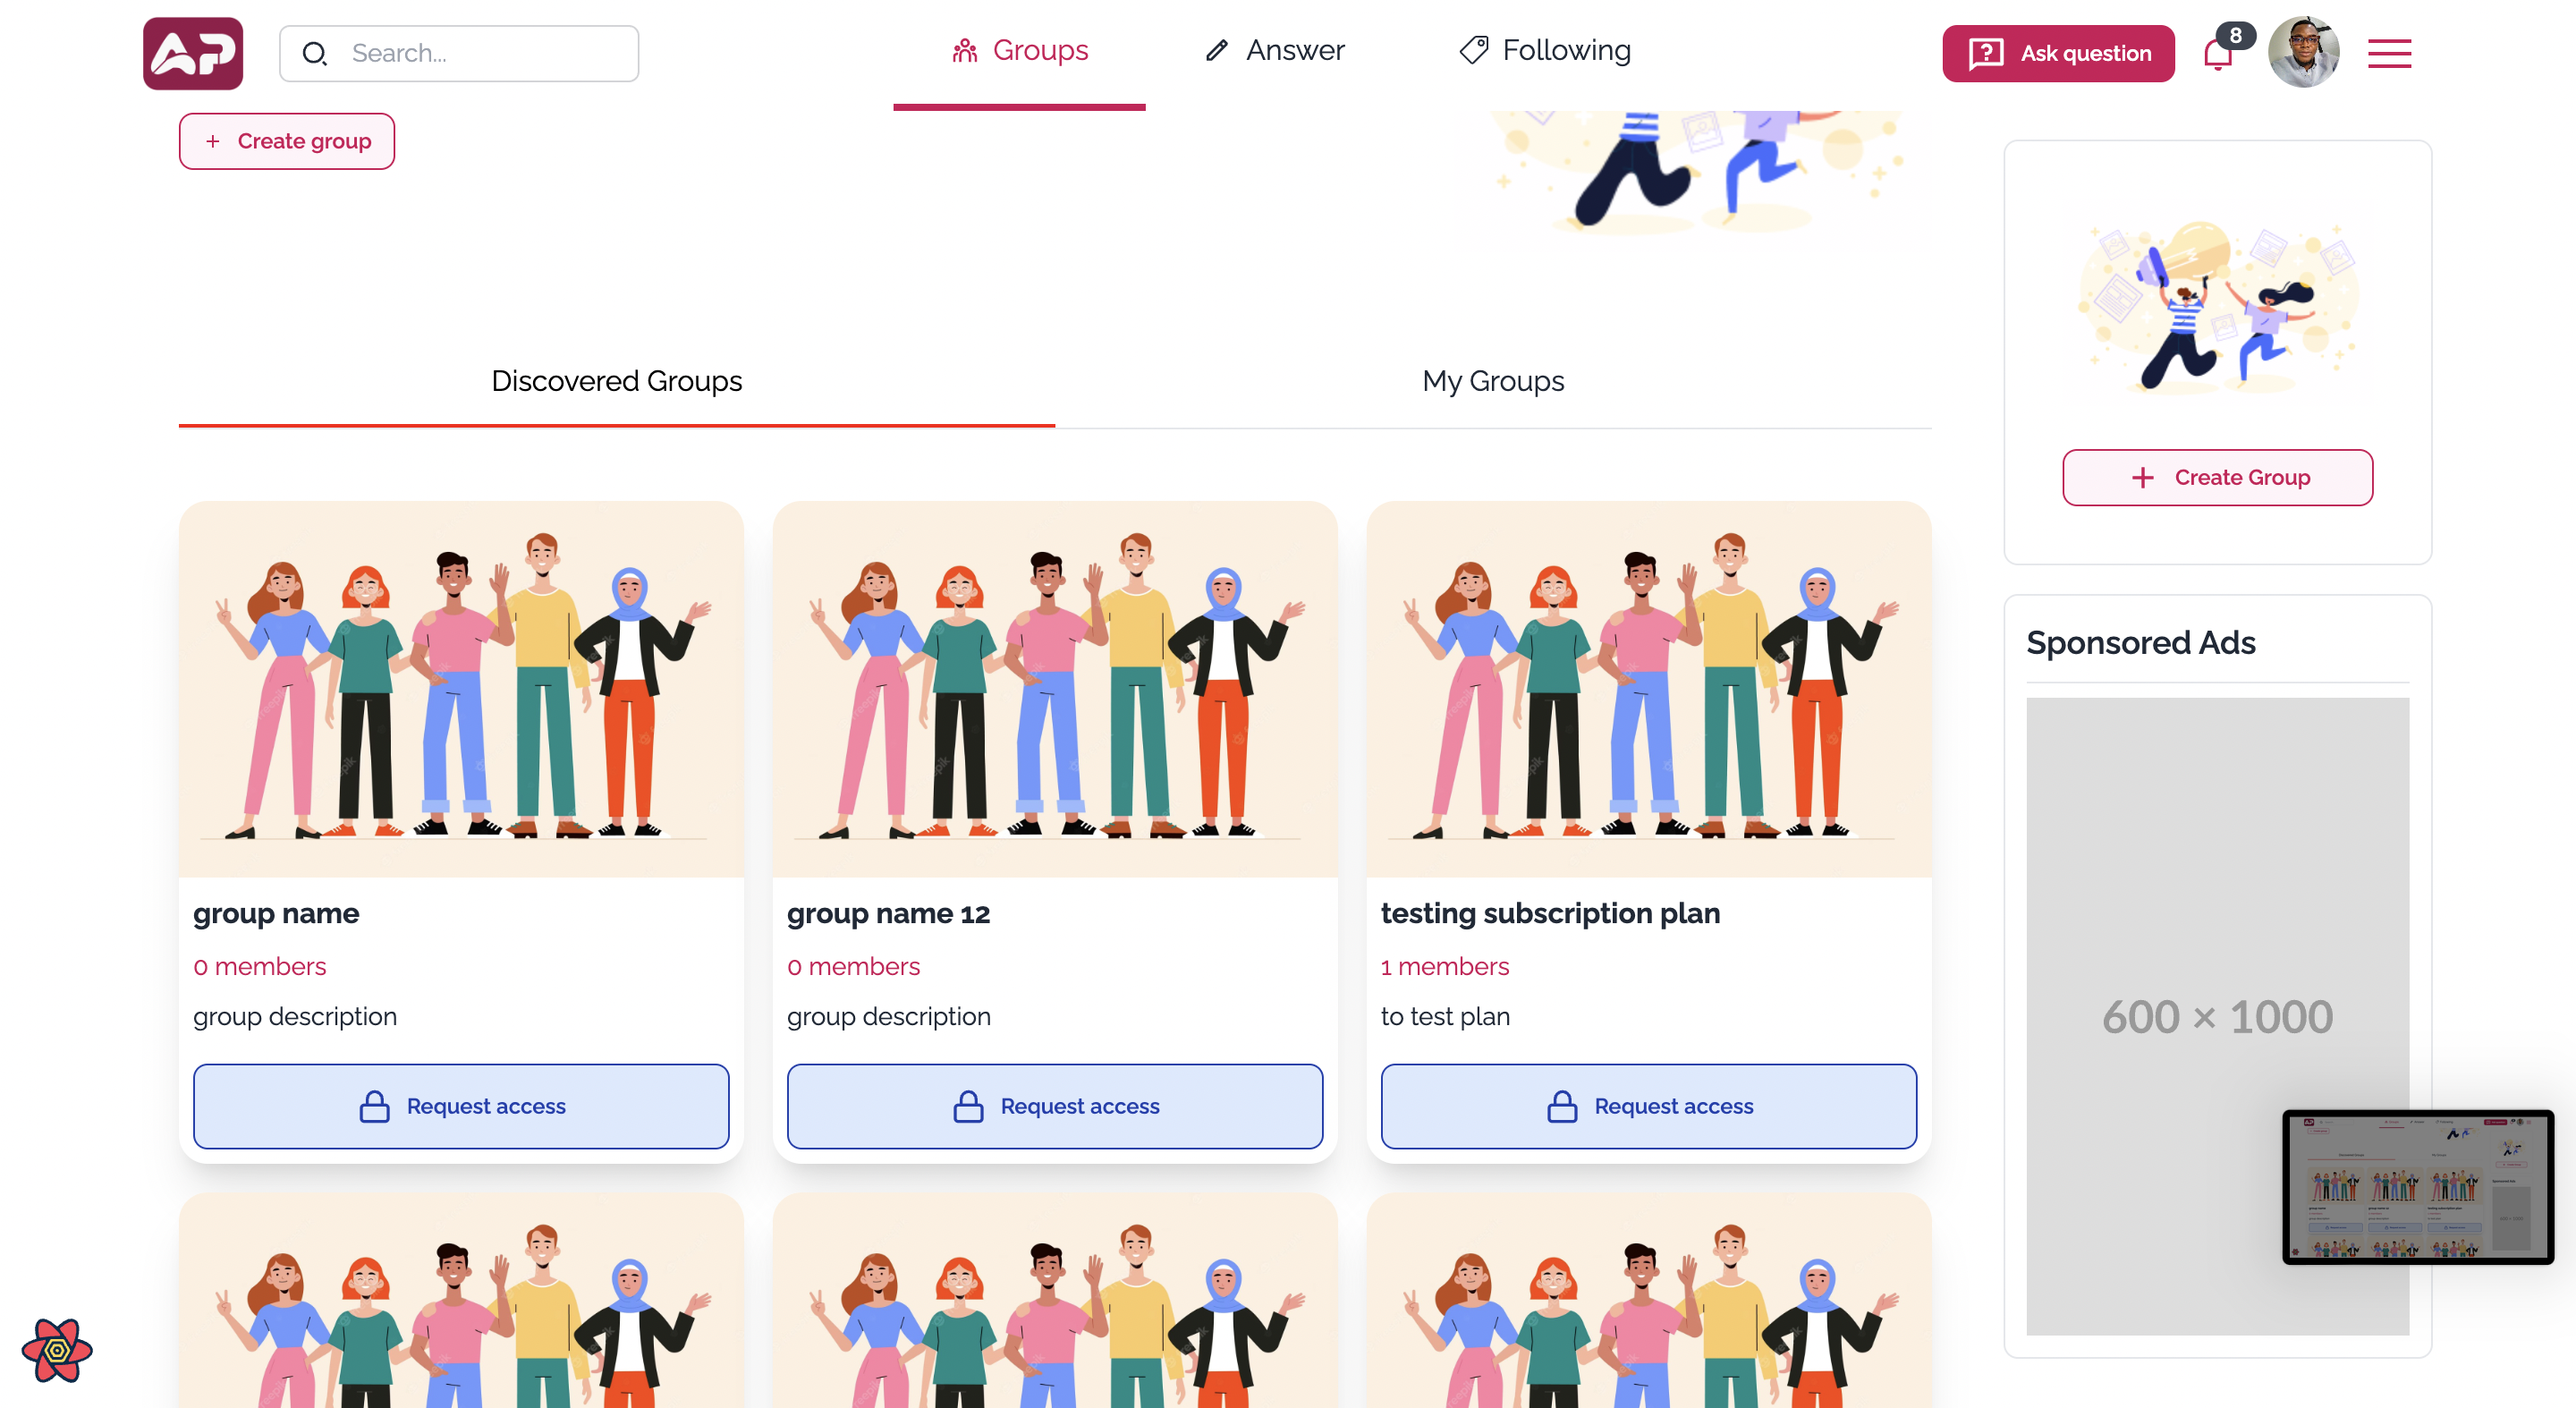 AP
Search...
Groups
Answer
Following
Ask question
8
Create group
Discovered Groups
My Groups
Create Group
Sponsored Ads
600 × 1000
group name
0 members
group description
Request access
group name 12
0 members
group description
Request access
testing subscription plan
1 members
to test plan
Request access